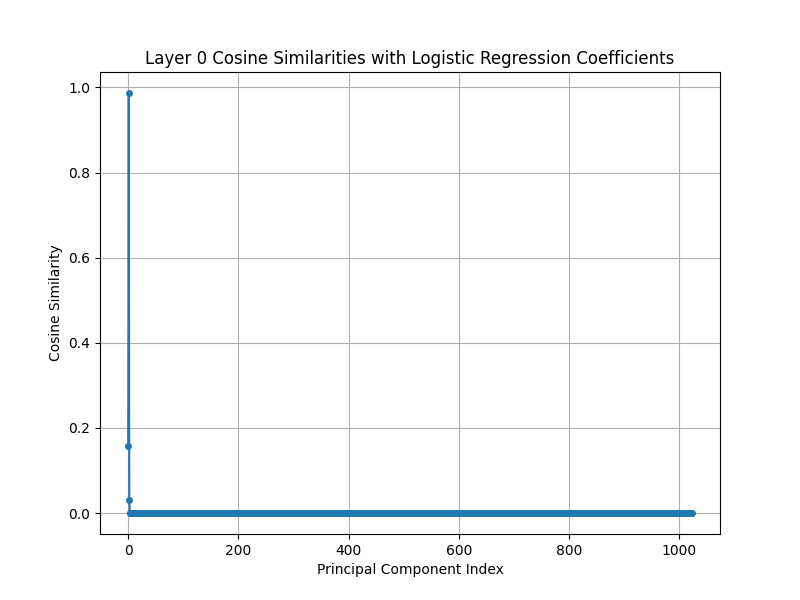 Layer 0 Cosine Similarities with Logistic Regression Coefficients
1.0
0.8
0.6
0.4
0.2
0.0
Cosine Similarity
0 200 400 600 800 1000
Principal Component Index